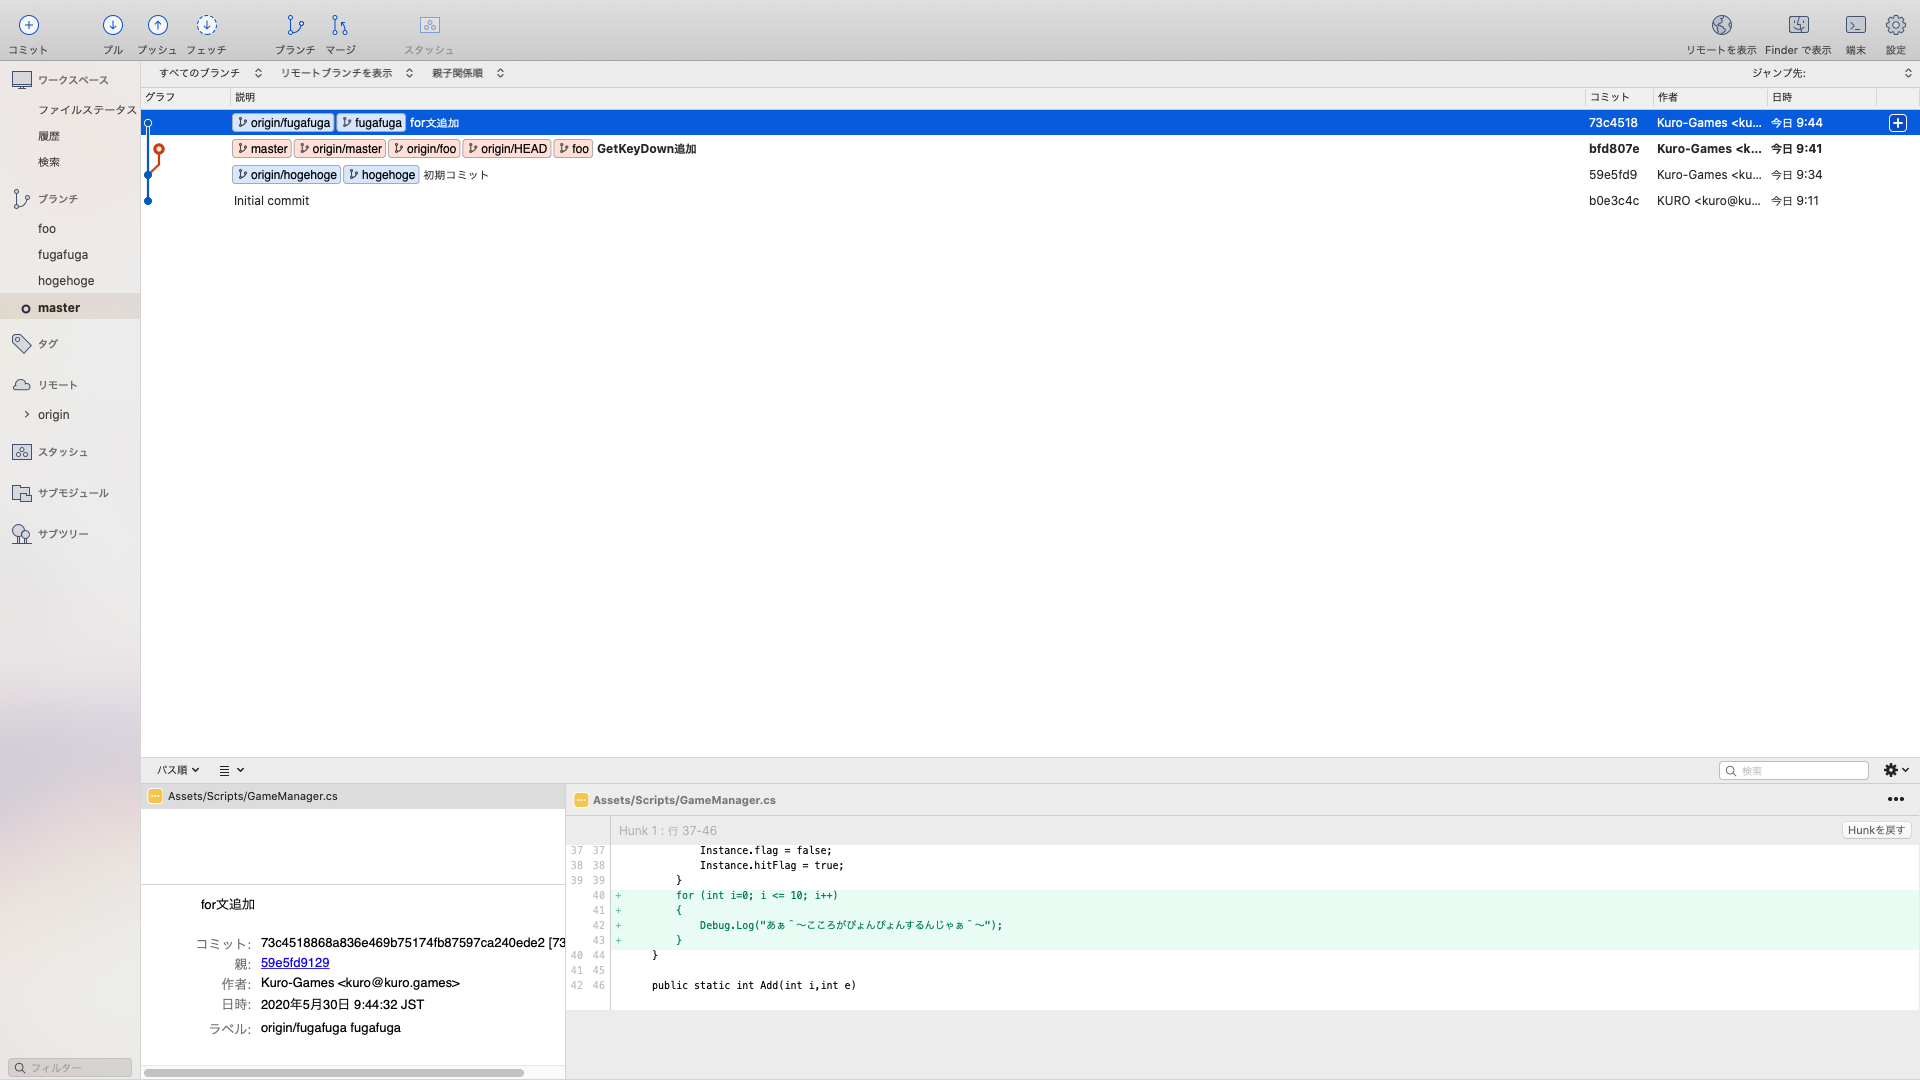 コミット プル プッシュ フェッチ ブランチ マージ スタッシュ リモートを表示 Finder で表示 端末 設定
ワークスペース
ファイルステータス
履歴
検索
ブランチ
foo
fugafuga
hogehoge
master
タグ
リモート
origin
スタッシュ
サブモジュール
サブツリー
フィルター
すべてのブランチ リモートブランチを表示 親子関係順 ジャンプ先:
グラフ 説明 コミット 作者 日時
origin/fugafuga fugafuga for文追加 73c4518 Kuro-Games <ku... 今日 9:44
master origin/master origin/foo origin/HEAD foo GetKeyDown追加 bfd807e Kuro-Games <k... 今日 9:41
origin/hogehoge hogehoge 初期コミット 59e5fd9 Kuro-Games <ku... 今日 9:34
Initial commit b0e3c4c KURO <kuro@ku... 今日 9:11
パス順 検索
Assets/Scripts/GameManager.cs
for文追加
コミット: 73c4518868a836e469b75174fb87597ca240ede2 [73
親: 59e5fd9129
作者: Kuro-Games <kuro@kuro.games>
日時: 2020年5月30日 9:44:32 JST
ラベル: origin/fugafuga fugafuga
Assets/Scripts/GameManager.cs
Hunk 1 : 行 37-46 Hunkを戻す
37 37 Instance.flag = false;
38 38 Instance.hitFlag = true;
39 39 }
40 + for (int i=0; i <= 10; i++)
41 + {
42 + Debug.Log("あぁ＾〜こころがぴょんぴょんするんじゃぁ＾〜");
43 + }
40 44 }
41 45
42 46 public static int Add(int i,int e)